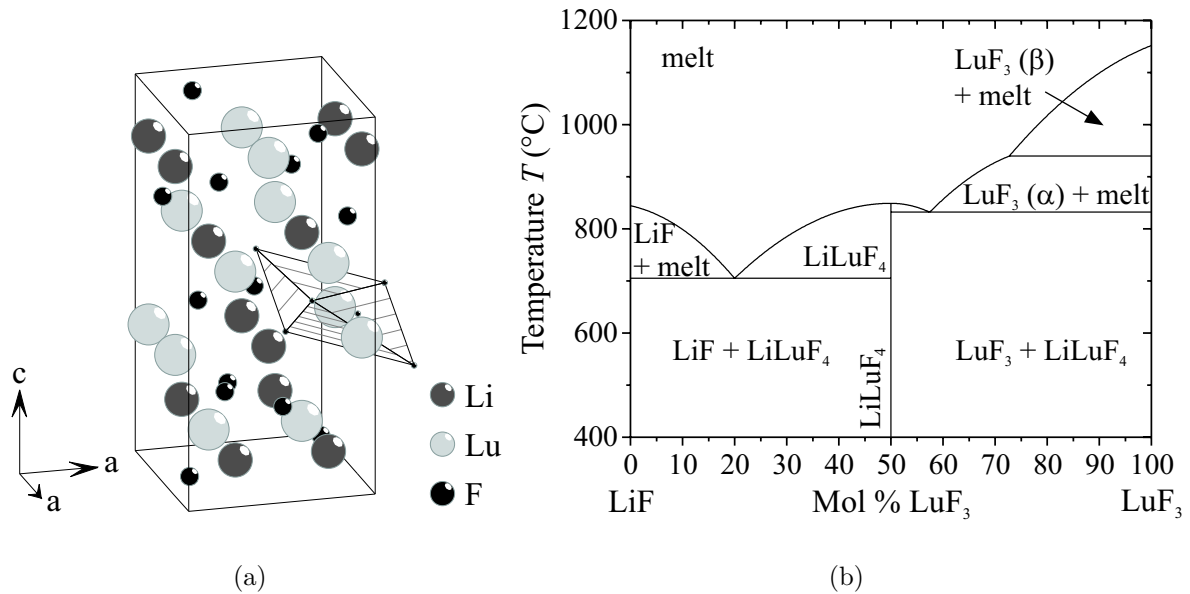 c
a
a
Li
Lu
F
(a)
1200
1000
800
600
400
Temperature T (°C)
melt
LuF₃ (β)
+ melt
LuF₃ (α) + melt
LiF
+ melt
LiLuF₄
LiF + LiLuF₄
LiLuF₄
LuF₃ + LiLuF₄
0 10 20 30 40 50 60 70 80 90 100
LiF Mol % LuF₃ LuF₃
(b)